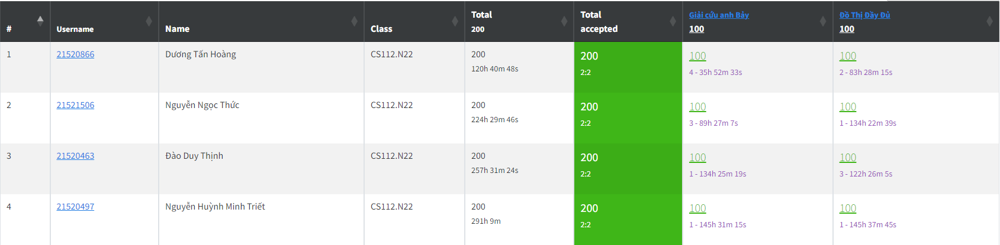 # Username Name Class Total 200 Total accepted Giải cứu anh Bảy 100 Đồ Thị Đầy Đủ 100
1 21520866 Dương Tấn Hoàng CS112.N22 200 200 100 100
120h 40m 48s 2:2 4 - 35h 52m 33s 2 - 83h 28m 15s
2 21521506 Nguyễn Ngọc Thức CS112.N22 200 200 100 100
224h 29m 46s 2:2 3 - 89h 27m 7s 1 - 134h 22m 39s
3 21520463 Đào Duy Thịnh CS112.N22 200 200 100 100
257h 31m 24s 2:2 1 - 134h 25m 19s 3 - 122h 26m 5s
4 21520497 Nguyễn Huỳnh Minh Triết CS112.N22 200 200 100 100
291h 9m 2:2 1 - 145h 31m 15s 1 - 145h 37m 45s